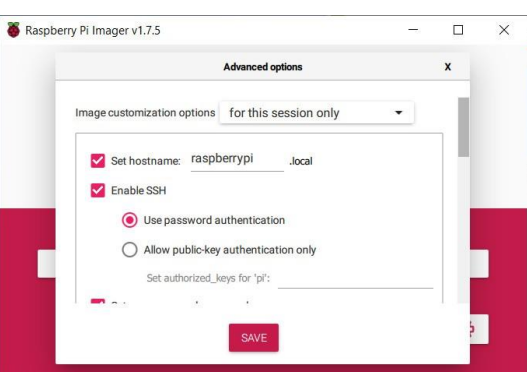 Raspberry Pi Imager v1.7.5
Advanced options X
Image customization options for this session only
Set hostname: raspberrypi .local
Enable SSH
Use password authentication
Allow public-key authentication only
Set authorized_keys for 'pi':
SAVE